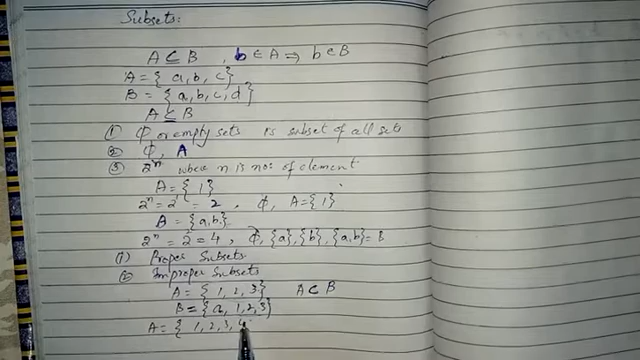 Subsets:
A ⊆ B , b ∈ A ⇒ b ∈ B
A = { a, b, c }
B = { a, b, c, d }
A ⊆ B
① Φ or empty sets is subset of all sets
② Φ, A
③ 2ⁿ where n is no: of element
A = { 1 }
2ⁿ = 2¹ = 2 , Φ, A = { 1 }
A = { a, b }
2ⁿ = 2² = 4 , Φ, {a}, {b}, {a, b} = B
(1) Proper Subsets
(2) Improper Subsets
A = { 1, 2, 3 } A ⊂ B
B = { a, 1, 2, 3 }
A = { 1, 2, 3, 4